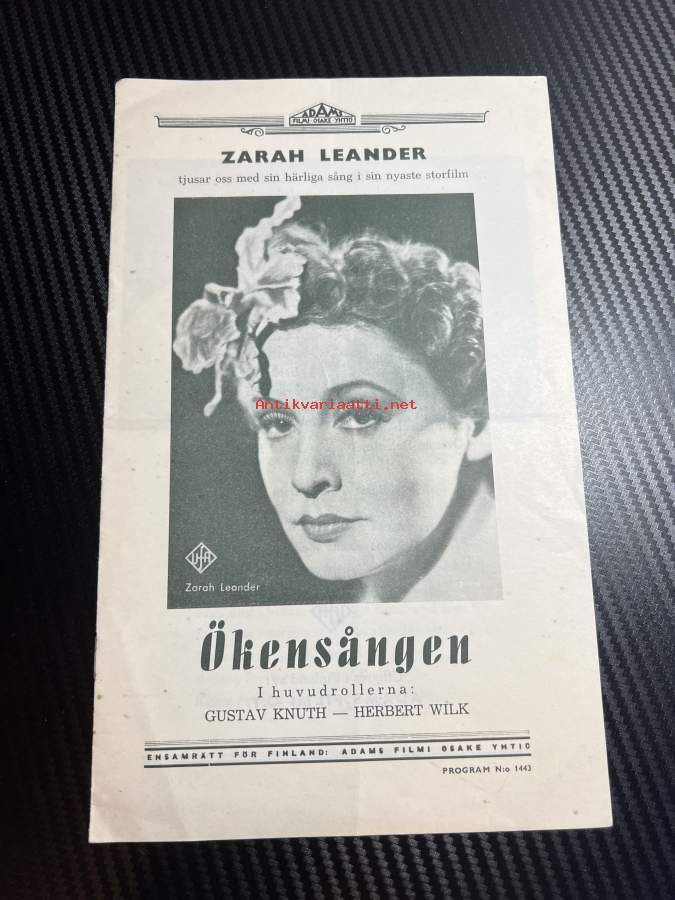 ADAMS
FILMI · OSAKE · YHTIÖ
ZARAH LEANDER
tjusar oss med sin härliga sång i sin nyaste storfilm
Antikvariaatti.net
UFA
Zarah Leander
Ökensången
I huvudrollerna:
GUSTAV KNUTH — HERBERT WILK
ENSAMRÄTT FÖR FINLAND: ADAMS FILMI OSAKE YHTIÖ
PROGRAM N:o 1443